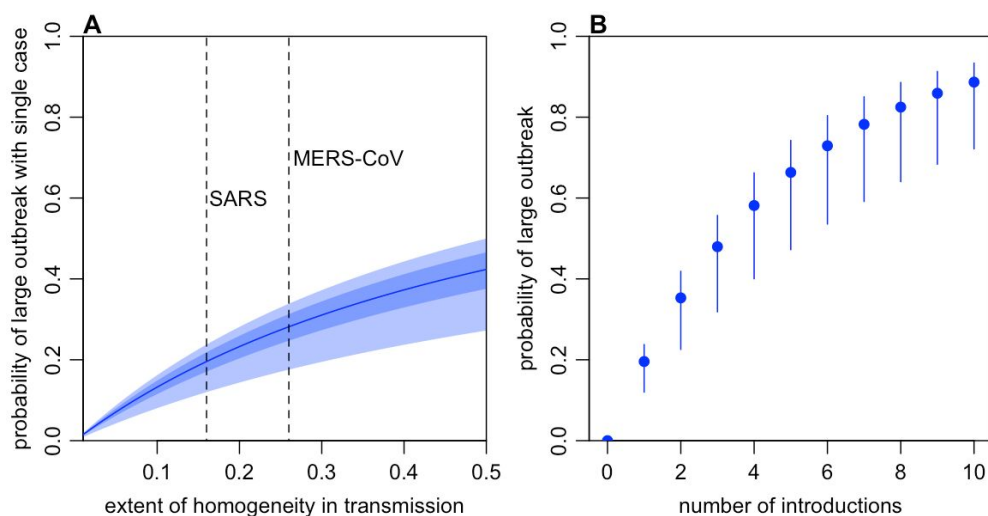 A
probability of large outbreak with single case
1.0
0.8
0.6
0.4
0.2
0.0
SARS
MERS-CoV
0.1 0.2 0.3 0.4 0.5
extent of homogeneity in transmission
B
probability of large outbreak
1.0
0.8
0.6
0.4
0.2
0.0
0 2 4 6 8 10
number of introductions